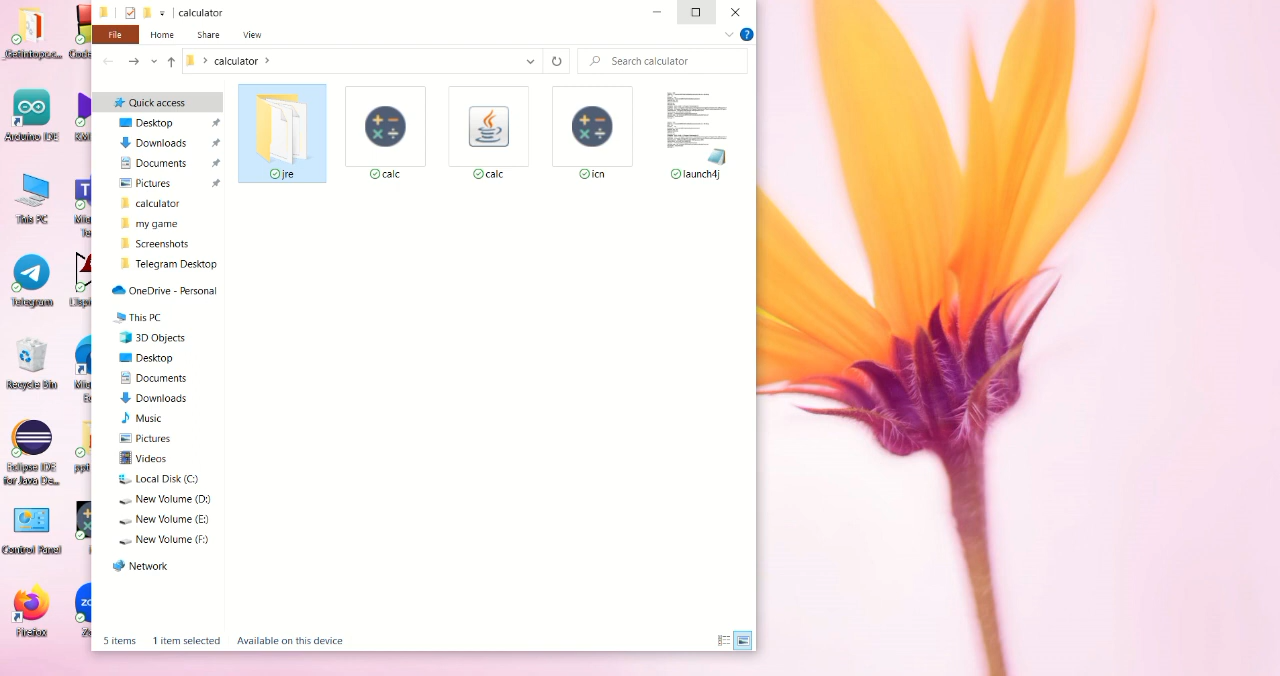 calculator
File Home Share View
calculator
Search calculator
Quick access
Desktop
Downloads
Documents
Pictures
calculator
my game
Screenshots
Telegram Desktop
OneDrive - Personal
This PC
3D Objects
Desktop
Documents
Downloads
Music
Pictures
Videos
Local Disk (C:)
New Volume (D:)
New Volume (E:)
New Volume (F:)
Network
jre calc calc icn launch4j
5 items 1 item selected Available on this device
Arduino IDE
This PC
Telegram
Recycle Bin
Eclipse IDE
for Java De...
Control Panel
Firefox